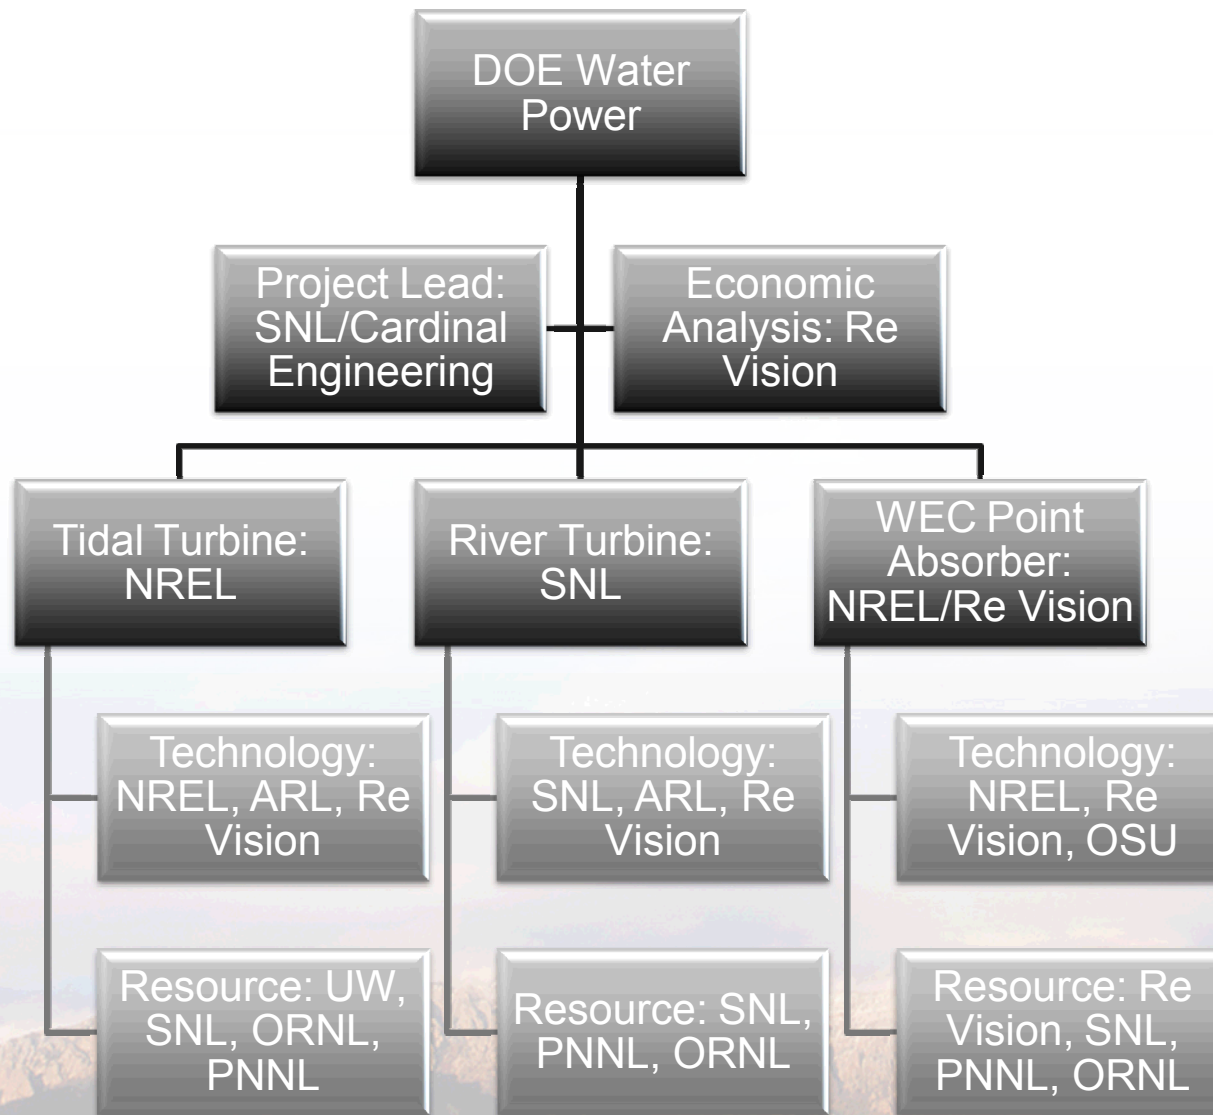 DOE Water
Power
Project Lead:
SNL/Cardinal
Engineering
Economic
Analysis: Re
Vision
Tidal Turbine:
NREL
River Turbine:
SNL
WEC Point
Absorber:
NREL/Re Vision
Technology:
NREL, ARL, Re
Vision
Technology:
SNL, ARL, Re
Vision
Technology:
NREL, Re
Vision, OSU
Resource: UW,
SNL, ORNL,
PNNL
Resource: SNL,
PNNL, ORNL
Resource: Re
Vision, SNL,
PNNL, ORNL